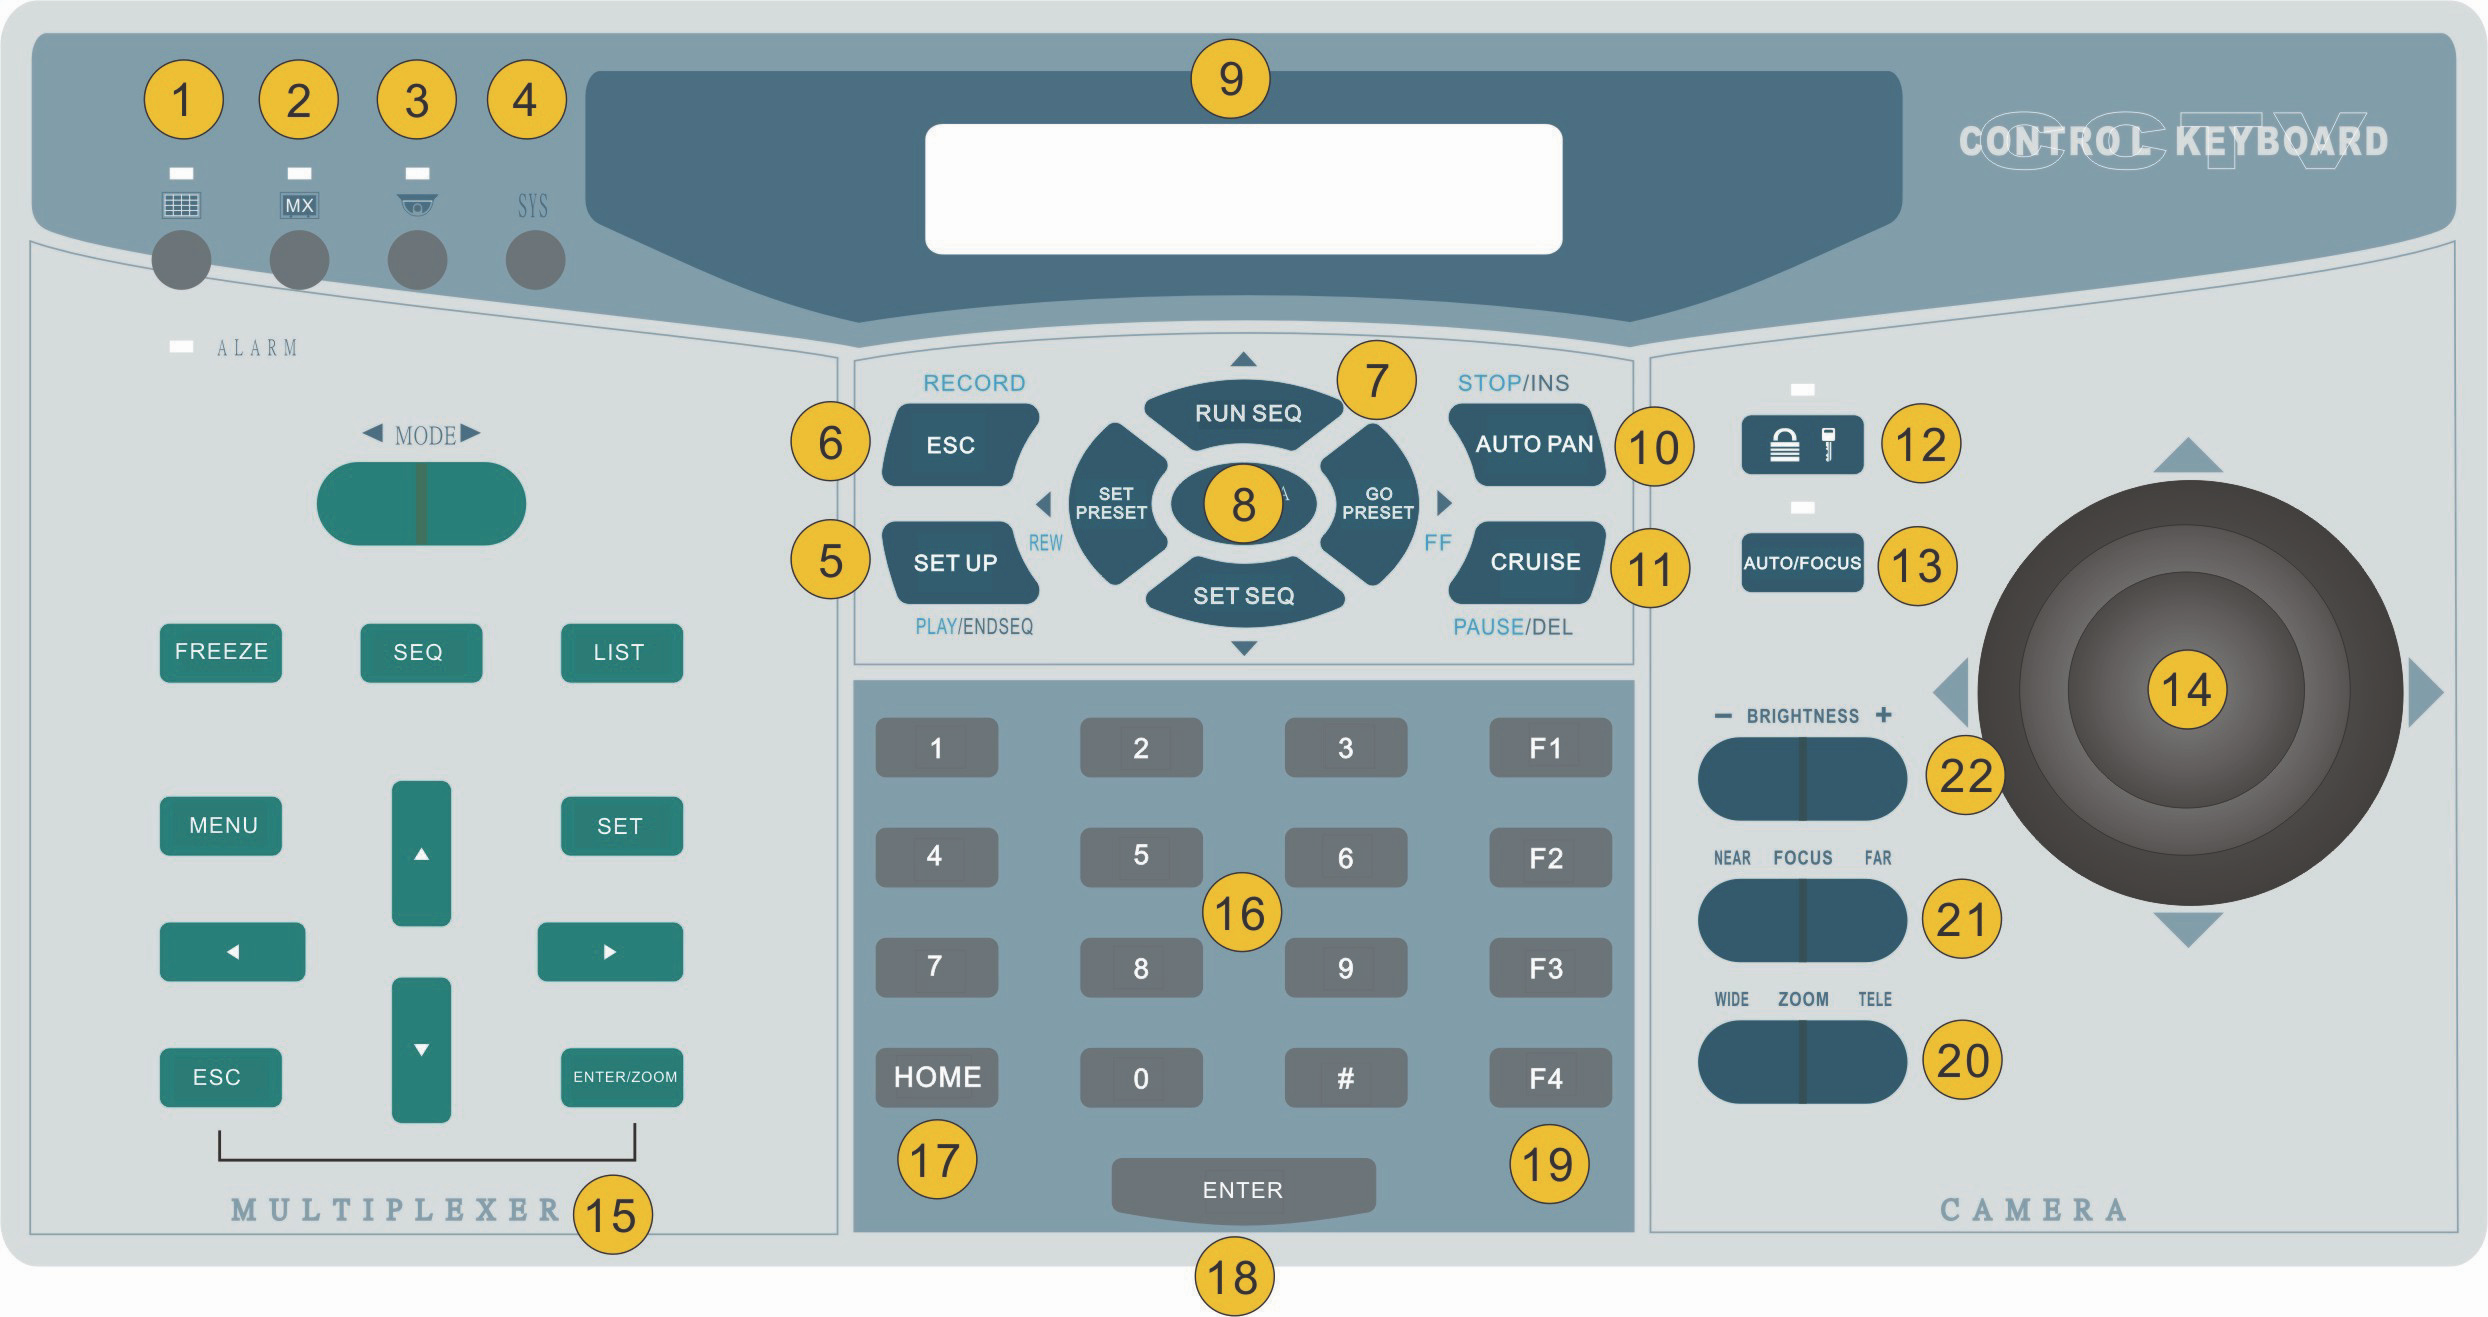 1 2 3 4 9
CCTV
CONTROL KEYBOARD
MX SYS
ALARM
MODE
FREEZE SEQ LIST
MENU SET
ESC ENTER/ZOOM
MULTIPLEXER 15
RECORD
6 ESC
5 SET UP
PLAY/ENDSEQ
RUN SEQ 7
SET PRESET
8
GO PRESET
SET SEQ
REW
FF
STOP/INS
AUTO PAN 10
CRUISE 11
PAUSE/DEL
1 2 3 F1
4 5 6 F2
16
7 8 9 F3
HOME 0 # F4
17 19
ENTER
18
12
AUTO/FOCUS 13
14
− BRIGHTNESS +
22
NEAR FOCUS FAR
21
WIDE ZOOM TELE
20
CAMERA